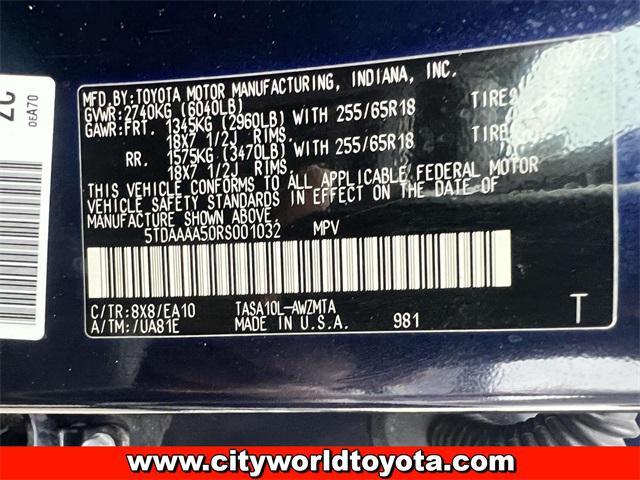 MFD.BY:TOYOTA MOTOR MANUFACTURING, INDIANA, INC.
GVWR:2740KG (6040LB)
GAWR:FRT. 1345KG (2960LB) WITH 255/65R18 TIRES
18X7 1/2J RIMS.
RR. 1575KG (3470LB) WITH 255/65R18 TIRES
18X7 1/2J RIMS.
THIS VEHICLE CONFORMS TO ALL APPLICABLE FEDERAL MOTOR
VEHICLE SAFETY STANDARDS IN EFFECT ON THE DATE OF
MANUFACTURE SHOWN ABOVE.
5TDAAAA50RS001032 MPV
C/TR:8X8/EA10 TASA10L-AWZMTA
A/TM:/UA81E MADE IN U.S.A. 981 T
0EA70
www.cityworldtoyota.com